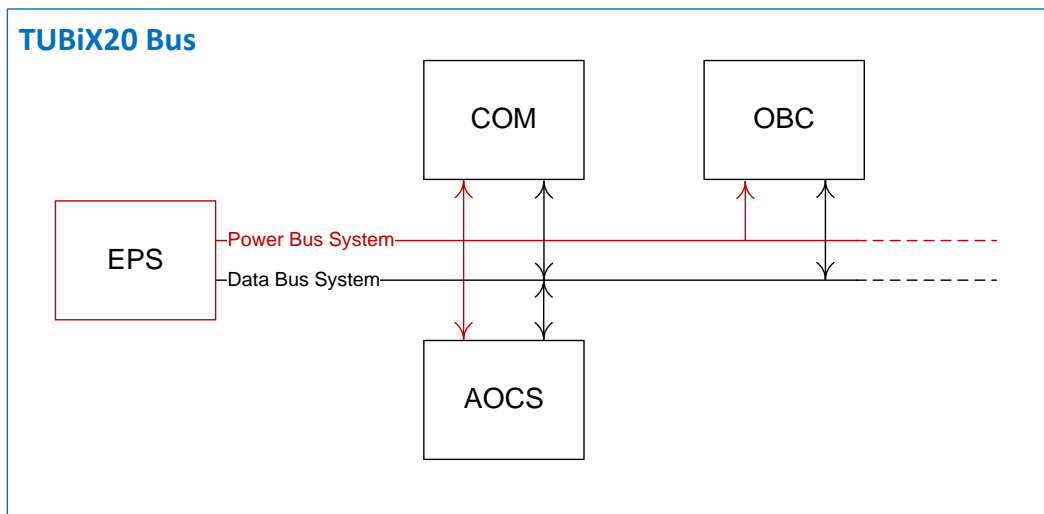 TUBiX20 Bus
COM
OBC
EPS
Power Bus System
Data Bus System
AOCS